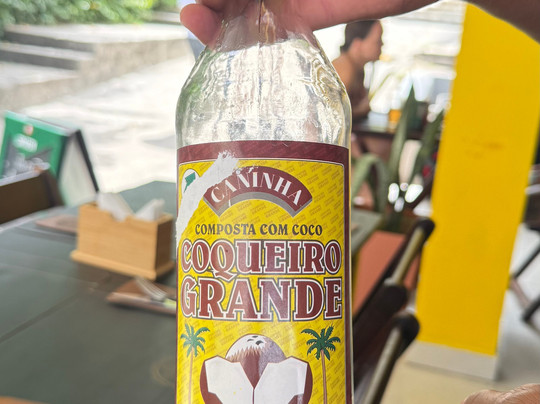 CANINHA
COMPOSTA COM COCO
COQUEIRO
GRANDE